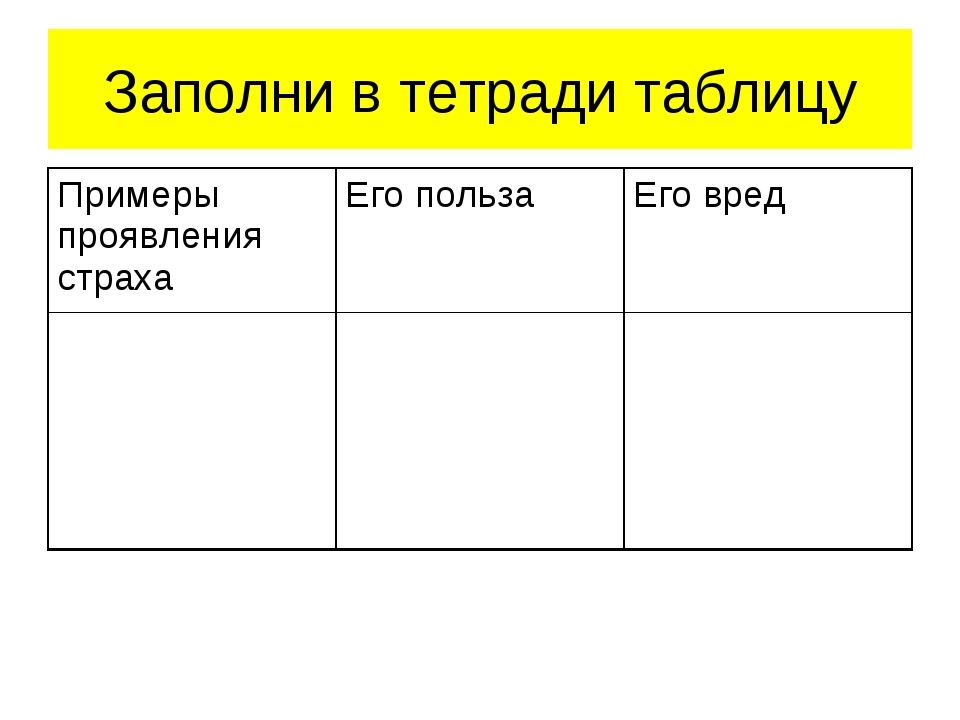 Заполни в тетради таблицу
Примеры
проявления
страха
Его польза
Его вред